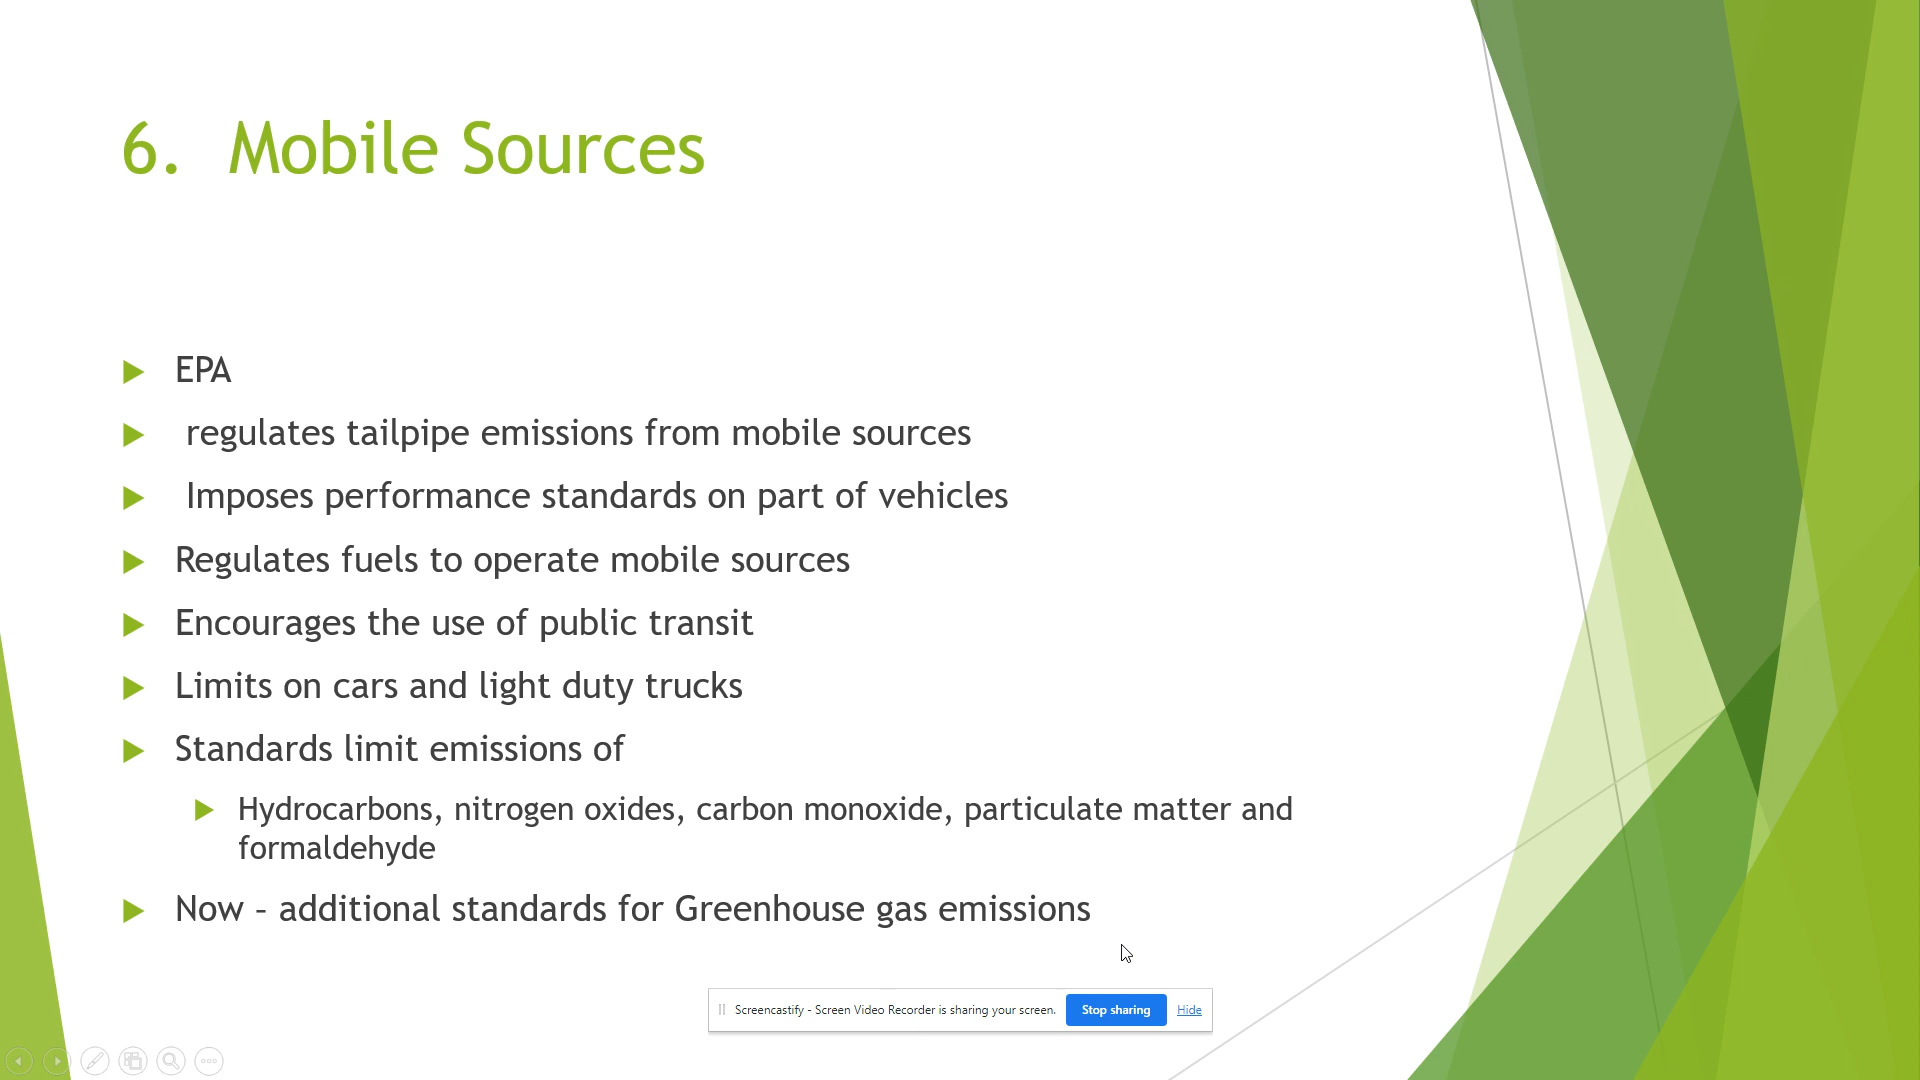 6. Mobile Sources
EPA
regulates tailpipe emissions from mobile sources
Imposes performance standards on part of vehicles
Regulates fuels to operate mobile sources
Encourages the use of public transit
Limits on cars and light duty trucks
Standards limit emissions of
Hydrocarbons, nitrogen oxides, carbon monoxide, particulate matter and
formaldehyde
Now – additional standards for Greenhouse gas emissions
Screencastify - Screen Video Recorder is sharing your screen. Stop sharing Hide